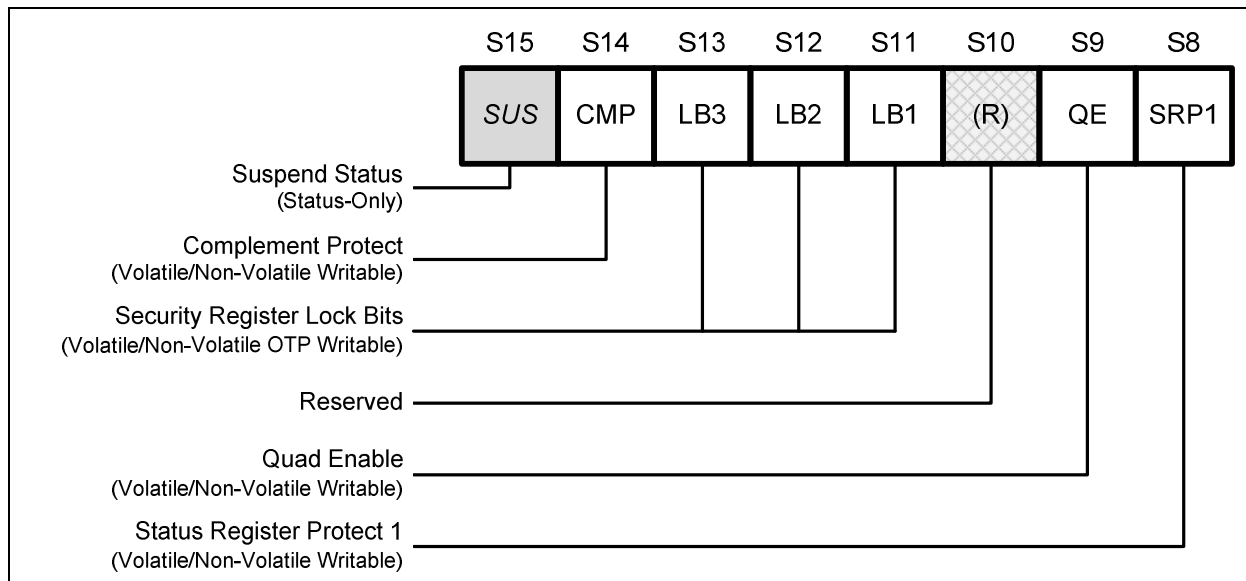 S15 S14 S13 S12 S11 S10 S9 S8
SUS CMP LB3 LB2 LB1 (R) QE SRP1
Suspend Status
(Status-Only)
Complement Protect
(Volatile/Non-Volatile Writable)
Security Register Lock Bits
(Volatile/Non-Volatile OTP Writable)
Reserved
Quad Enable
(Volatile/Non-Volatile Writable)
Status Register Protect 1
(Volatile/Non-Volatile Writable)